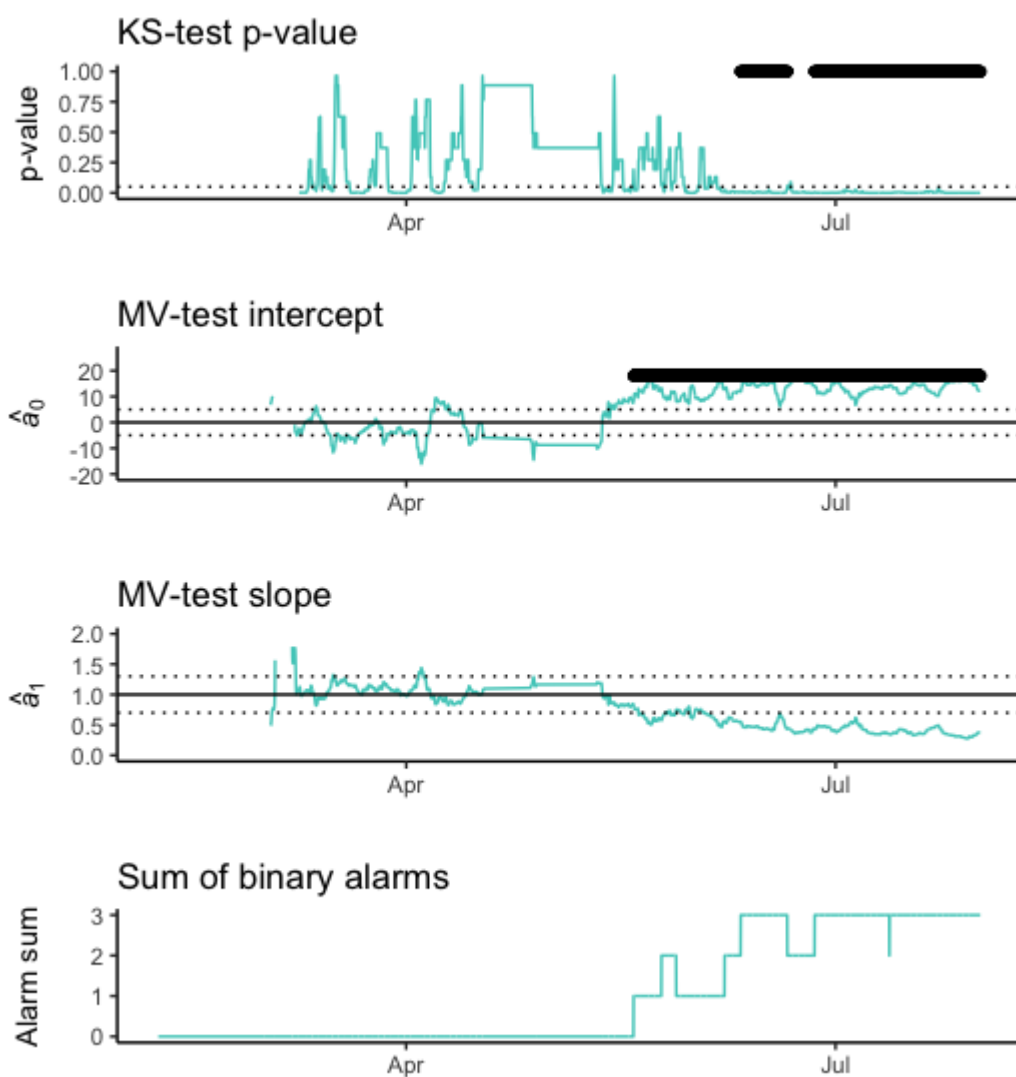 KS-test p-value
p-value
1.00
0.75
0.50
0.25
0.00
Apr
Jul
MV-test intercept
â₀
20
10
0
-10
-20
Apr
Jul
MV-test slope
â₁
2.0
1.5
1.0
0.5
0.0
Apr
Jul
Sum of binary alarms
Alarm sum
3
2
1
0
Apr
Jul